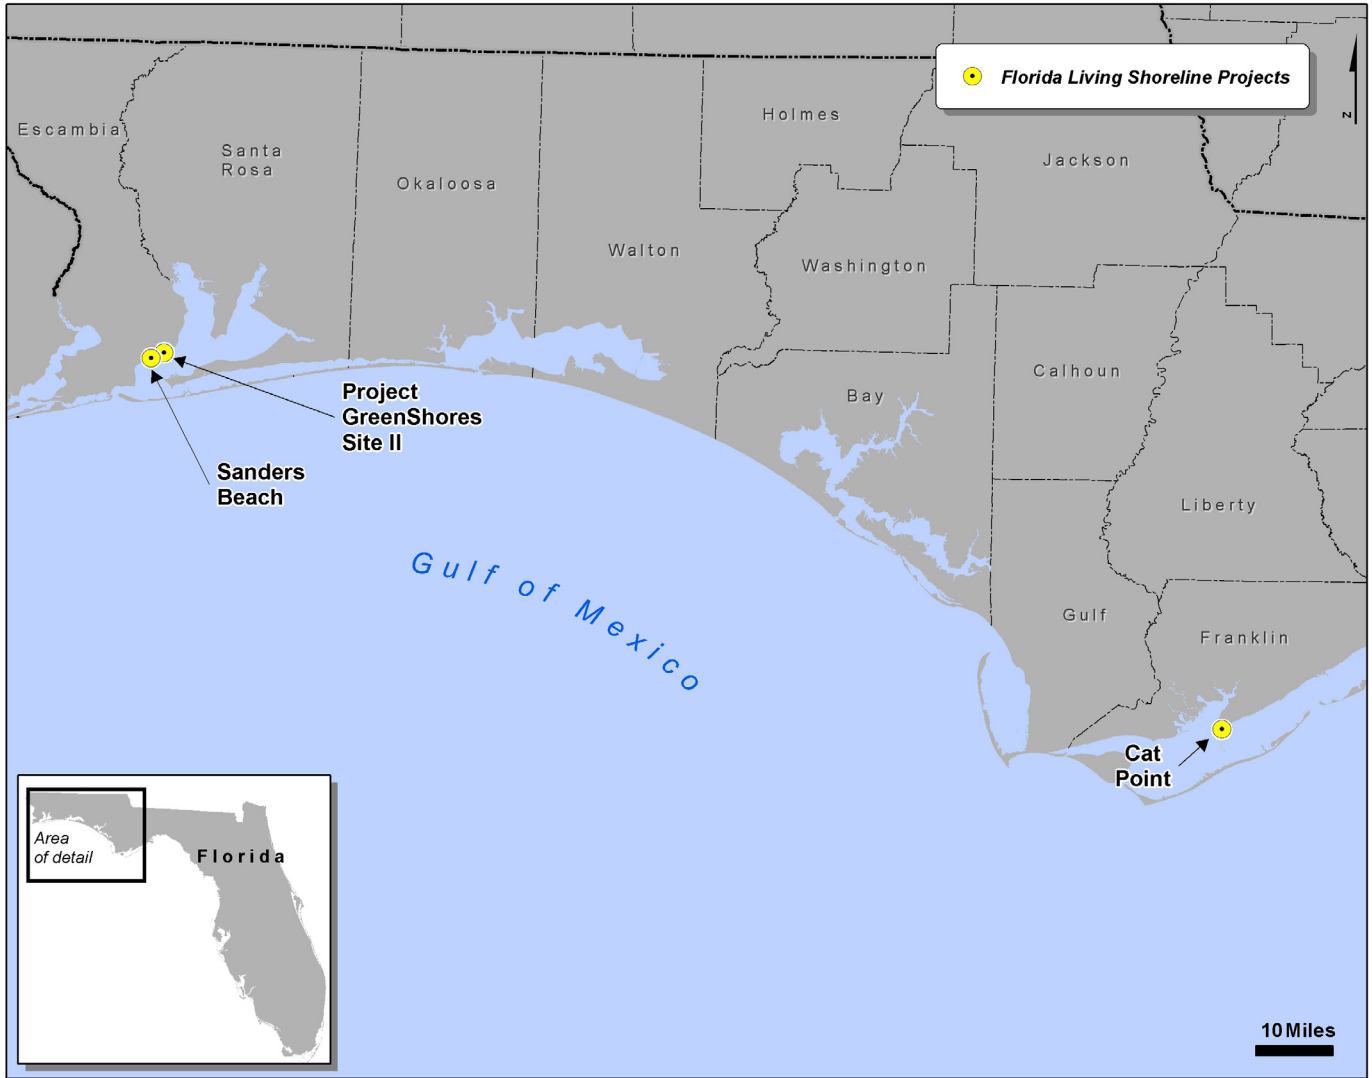 Florida Living Shoreline Projects
N
Escambia
Santa
Rosa
Okaloosa
Holmes
Jackson
Walton
Washington
Calhoun
Bay
Liberty
Gulf
Franklin
Project
GreenShores
Site II
Sanders
Beach
Gulf of Mexico
Cat
Point
Area
of detail
Florida
10 Miles